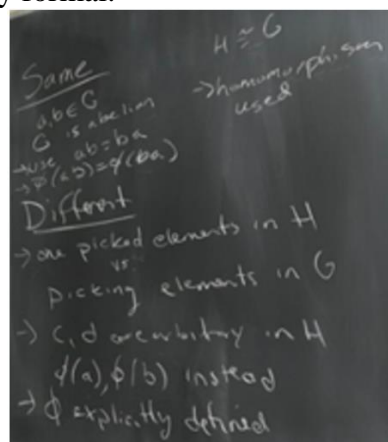 y formal.
Same
a,b ∈ G
G is abelian
→ use ab=ba
→ φ(ab)=φ(ba)
H ≅ G
→ homomorphism
used
Different
→ one picked elements in H
vs
picking elements in G
→ c,d are arbitrary in H
φ(a), φ(b) instead
→ φ explicitly defined